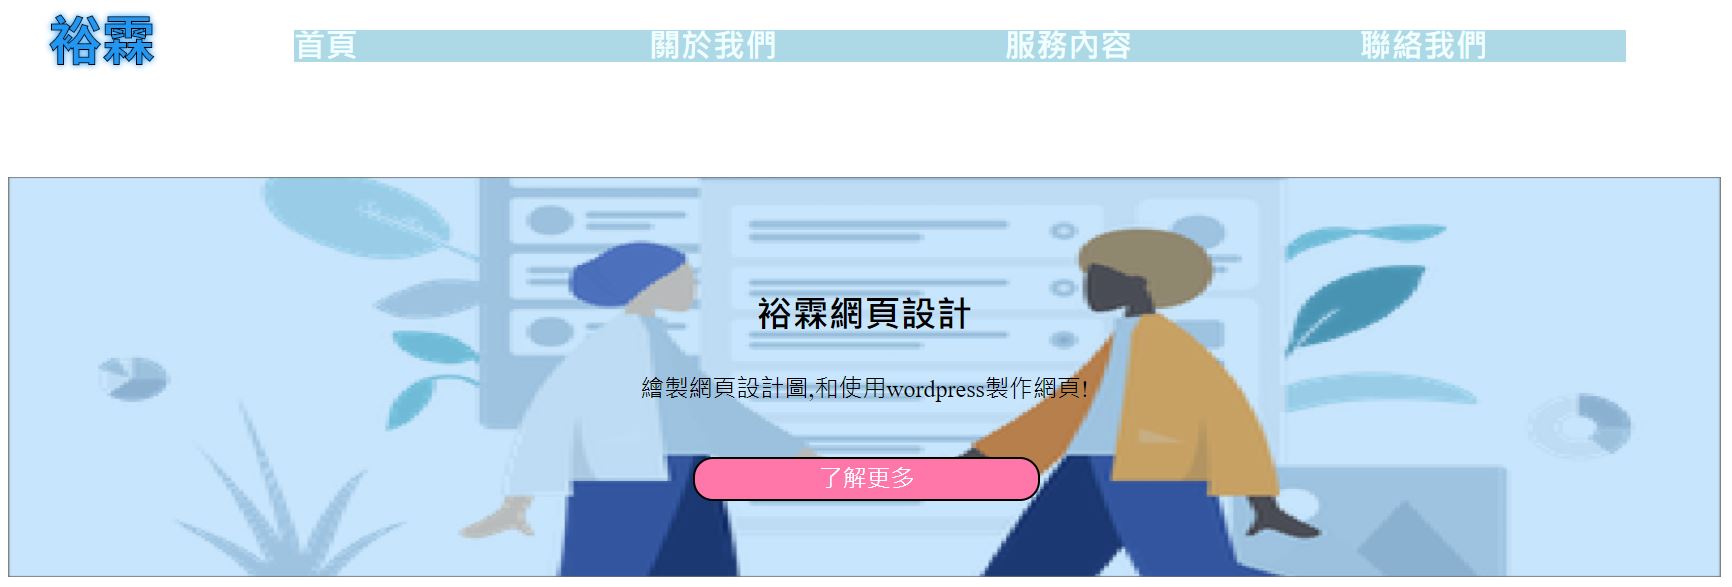 裕霖
首頁 關於我們 服務內容 聯絡我們
裕霖網頁設計
繪製網頁設計圖,和使用wordpress製作網頁!
了解更多